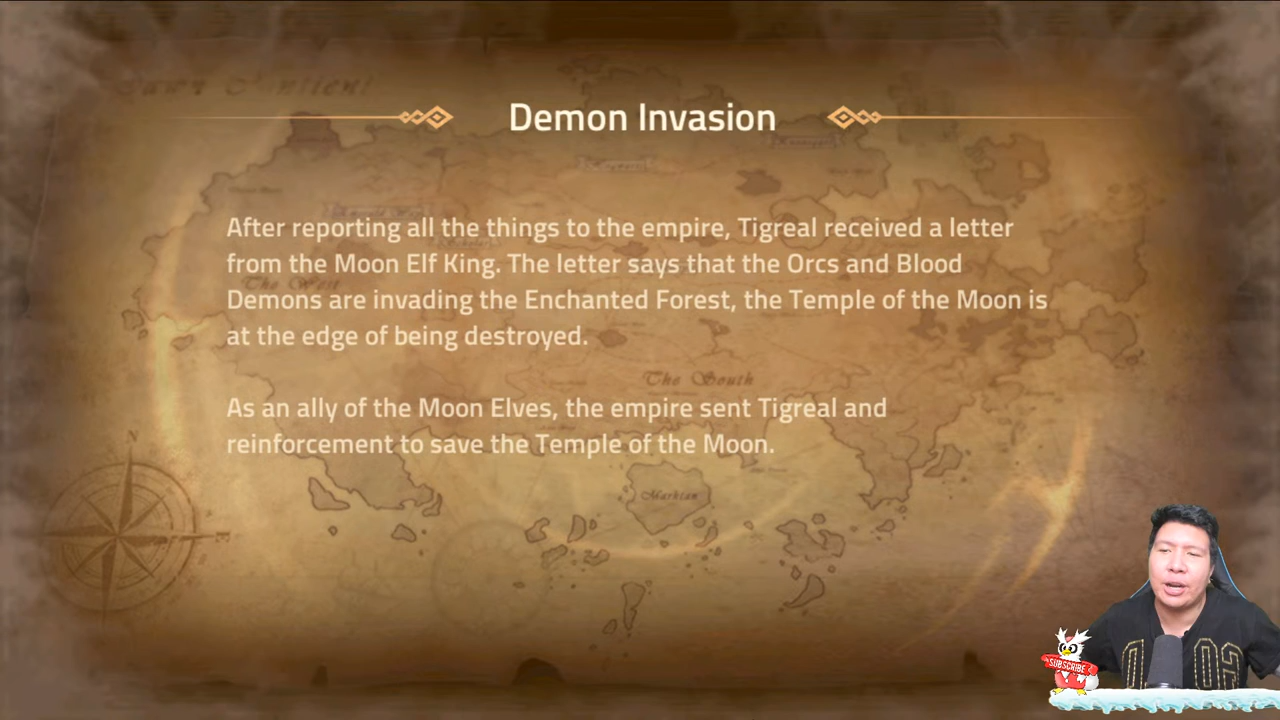 Demon Invasion
After reporting all the things to the empire, Tigreal received a letter
from the Moon Elf King. The letter says that the Orcs and Blood
Demons are invading the Enchanted Forest, the Temple of the Moon is
at the edge of being destroyed.
The West
The South
As an ally of the Moon Elves, the empire sent Tigreal and
reinforcement to save the Temple of the Moon.
N
SUBSCRIBE